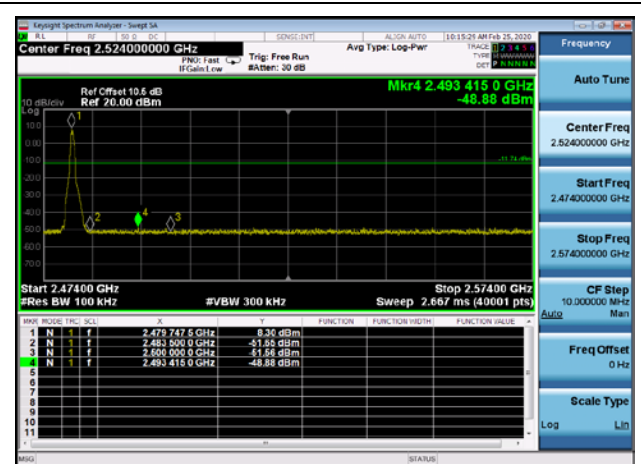 Keysight Spectrum Analyzer - Swept SA
RL RF 50 Ω DC SENSE:INT ALIGN AUTO 10:15:25 AM Feb 25, 2020
Center Freq 2.524000000 GHz
PNO: Fast
IFGain:Low
Trig: Free Run
#Atten: 30 dB
Avg Type: Log-Pwr
TRACE 1 2 3 4 5 6
TYPE
DET P N N N N N
Frequency
Mkr4 2.493 415 0 GHz
-48.88 dBm
Ref Offset 10.5 dB
Ref 20.00 dBm
10 dB/div
Log
10.0
0.00
-10.0
-20.0
-30.0
-40.0
-50.0
-60.0
-70.0
1
2
4
3
-11.74 dBm
Start 2.47400 GHz
Stop 2.57400 GHz
#Res BW 100 kHz
#VBW 300 kHz
Sweep 2.667 ms (40001 pts)
MKR MODE TRC SCL X Y FUNCTION FUNCTION WIDTH FUNCTION VALUE
1 N 1 f 2.479 747 5 GHz 8.30 dBm
2 N 1 f 2.483 500 0 GHz -51.55 dBm
3 N 1 f 2.500 000 0 GHz -51.56 dBm
4 N 1 f 2.493 415 0 GHz -48.88 dBm
5
6
7
8
9
10
11
MSG
STATUS
Auto Tune
Center Freq
2.524000000 GHz
Start Freq
2.474000000 GHz
Stop Freq
2.574000000 GHz
CF Step
10.000000 MHz
Auto Man
Freq Offset
0 Hz
Scale Type
Log Lin